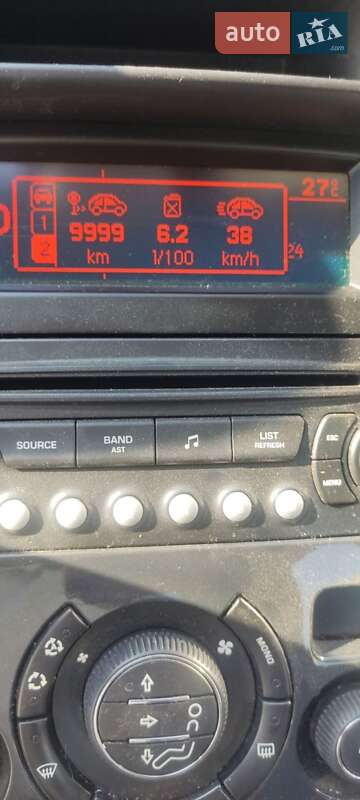 auto RIA.com
27°C
1
9999 6.2 38
2
km l/100 km/h
24
SOURCE
BAND
AST
LIST
REFRESH
ESC
MENU
MONO